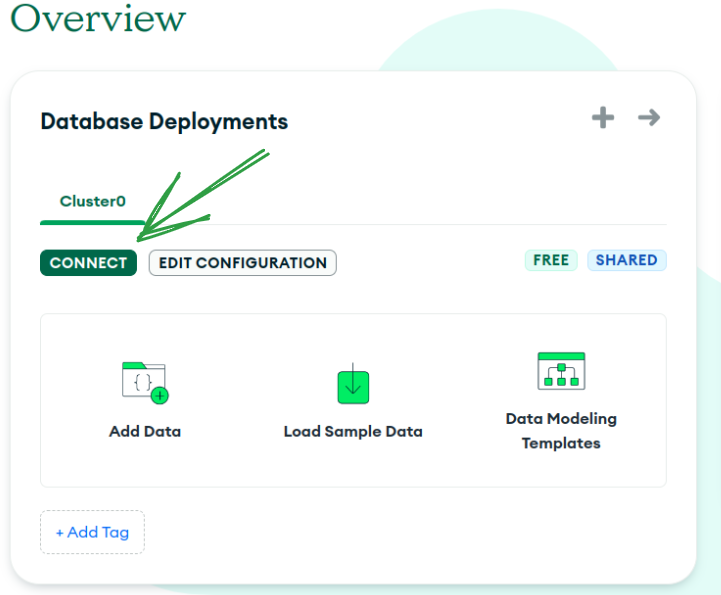 Overview
Database Deployments
Cluster0
CONNECT EDIT CONFIGURATION FREE SHARED
Add Data Load Sample Data Data Modeling
Templates
+ Add Tag